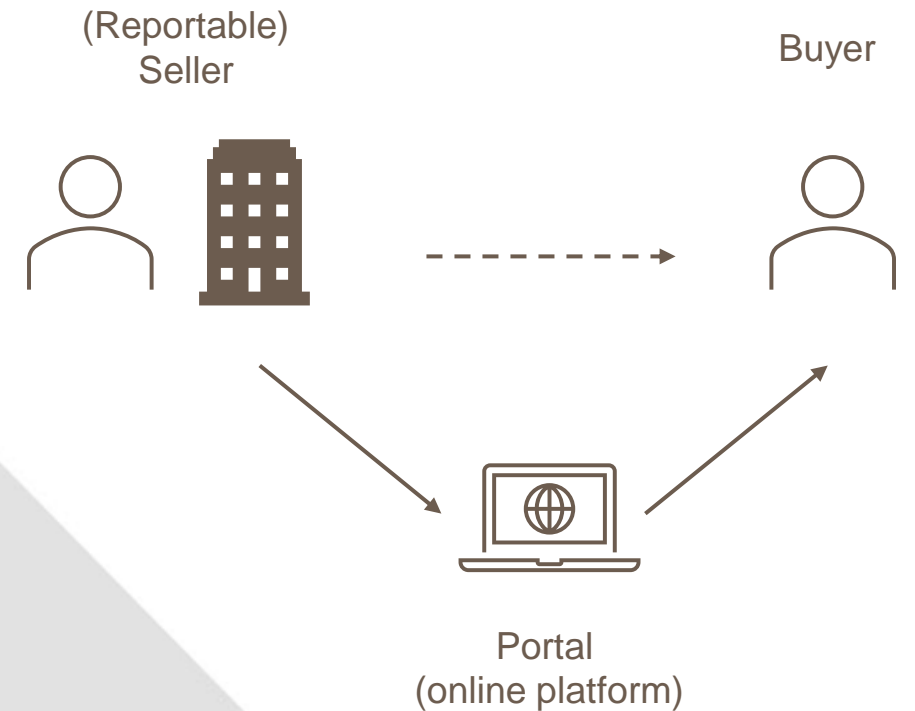 (Reportable)
Seller
Buyer
Portal
(online platform)